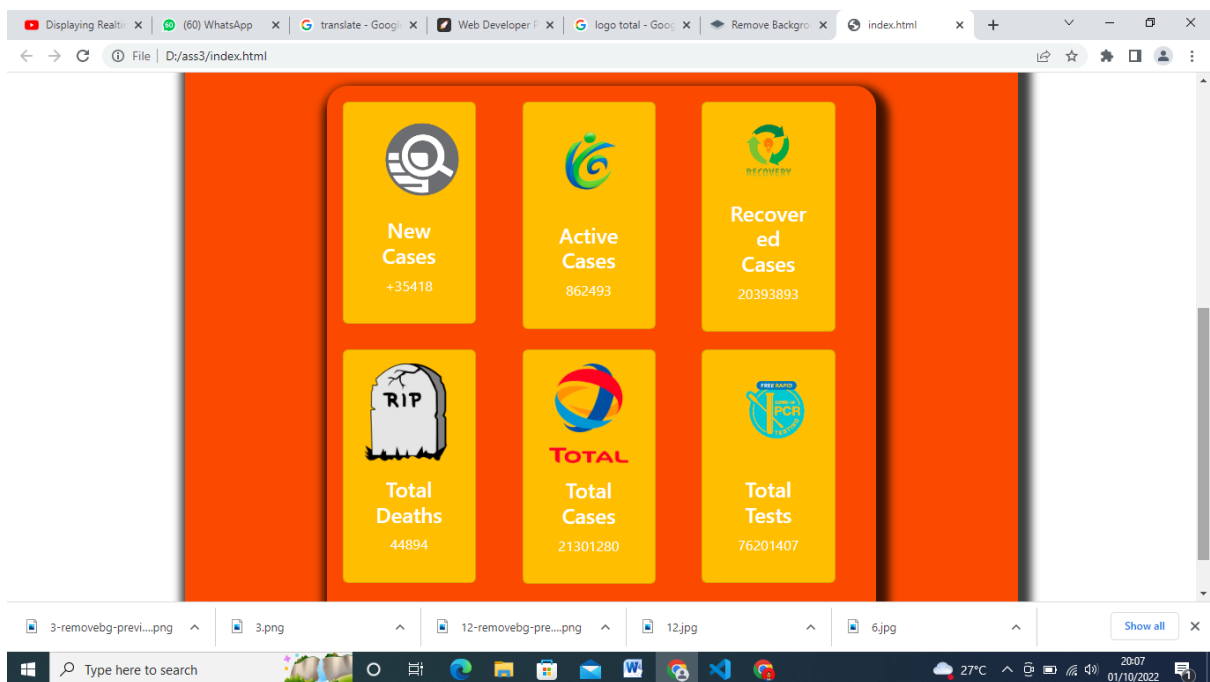 Displaying Realtin
(60) WhatsApp
translate - Googl
Web Developer P
logo total - Goog
Remove Backgro
index.html
File | D:/ass3/index.html
New
Cases
+35418
Active
Cases
862493
RECOVERY
Recover
ed
Cases
20393893
RIP
Total
Deaths
44894
TOTAL
Total
Cases
21301280
FREE RAPID
PCR
TESTING
Total
Tests
76201407
3-removebg-previ....png
3.png
12-removebg-pre....png
12.jpg
6.jpg
Show all
Type here to search
27°C
20:07
01/10/2022